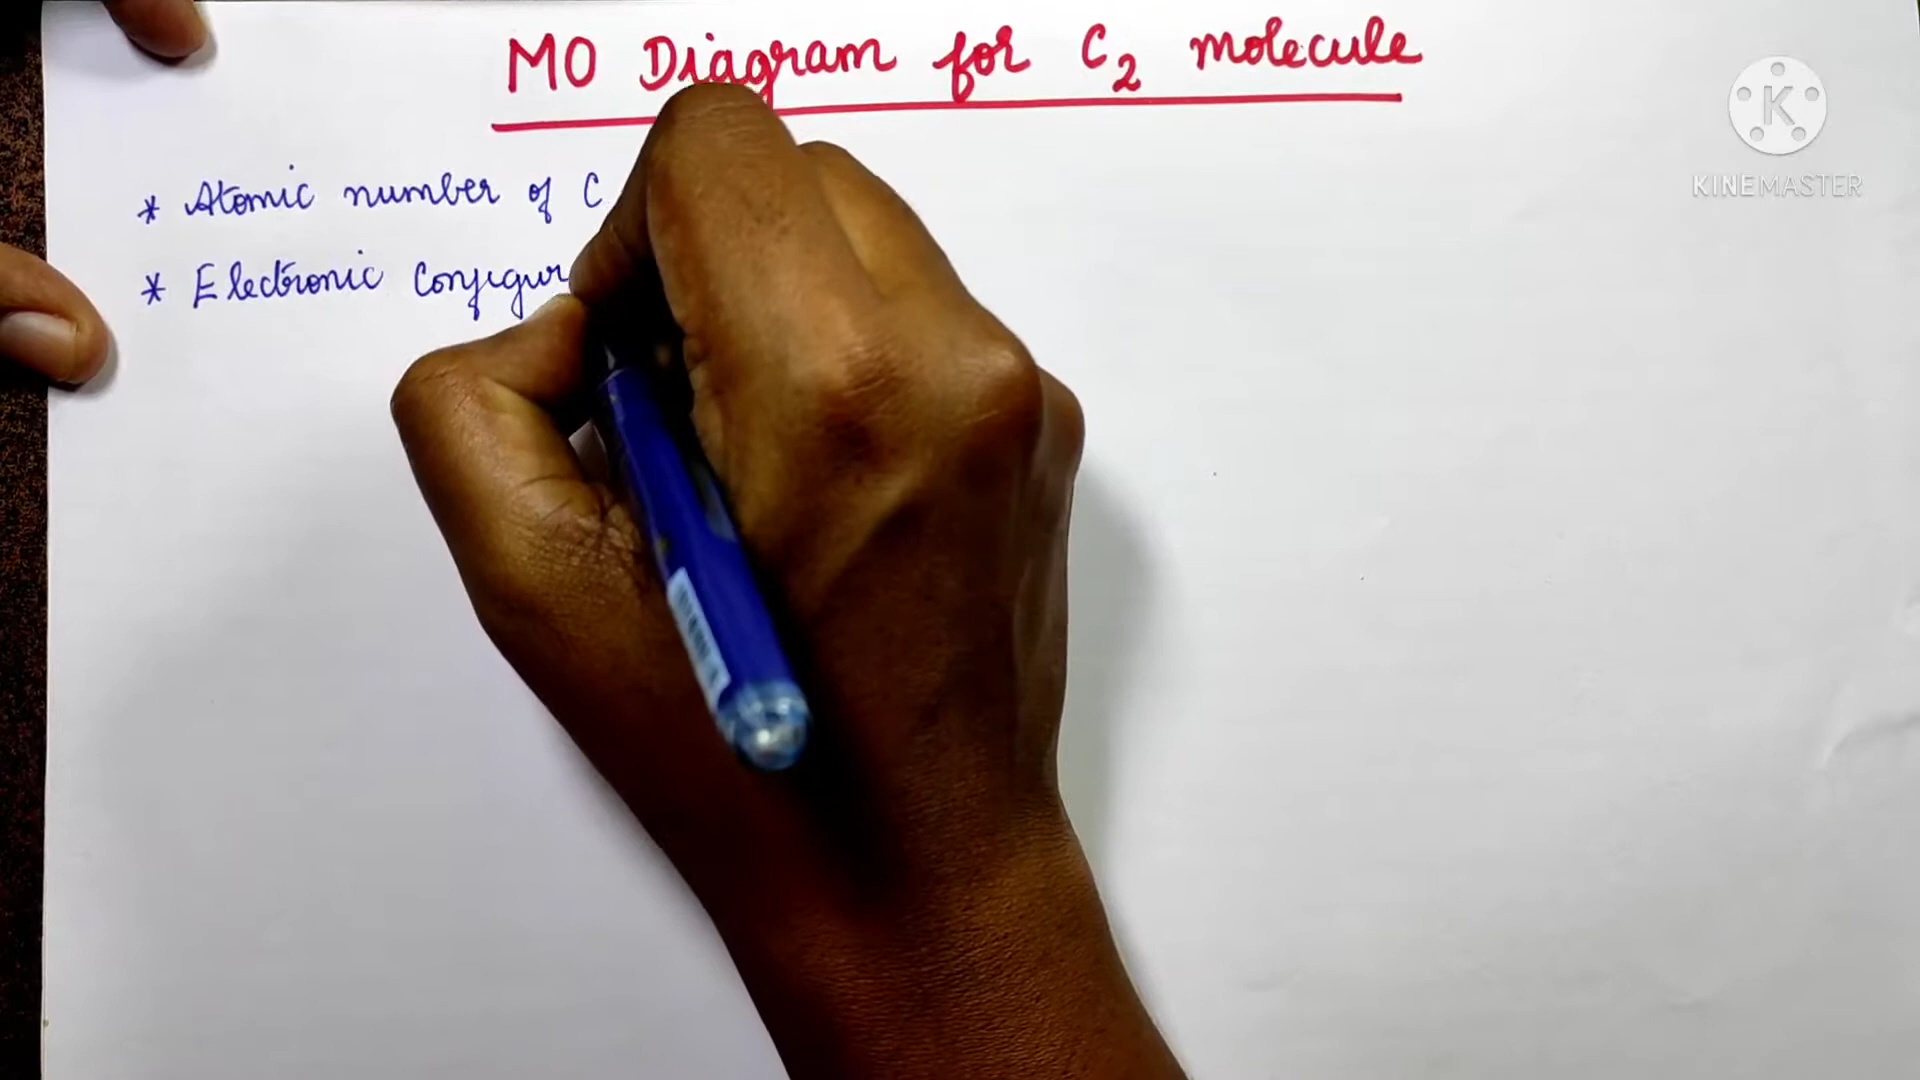 MO Diagram for C2 molecule
* Atomic number of C
* Electronic Configur
K
KINEMASTER